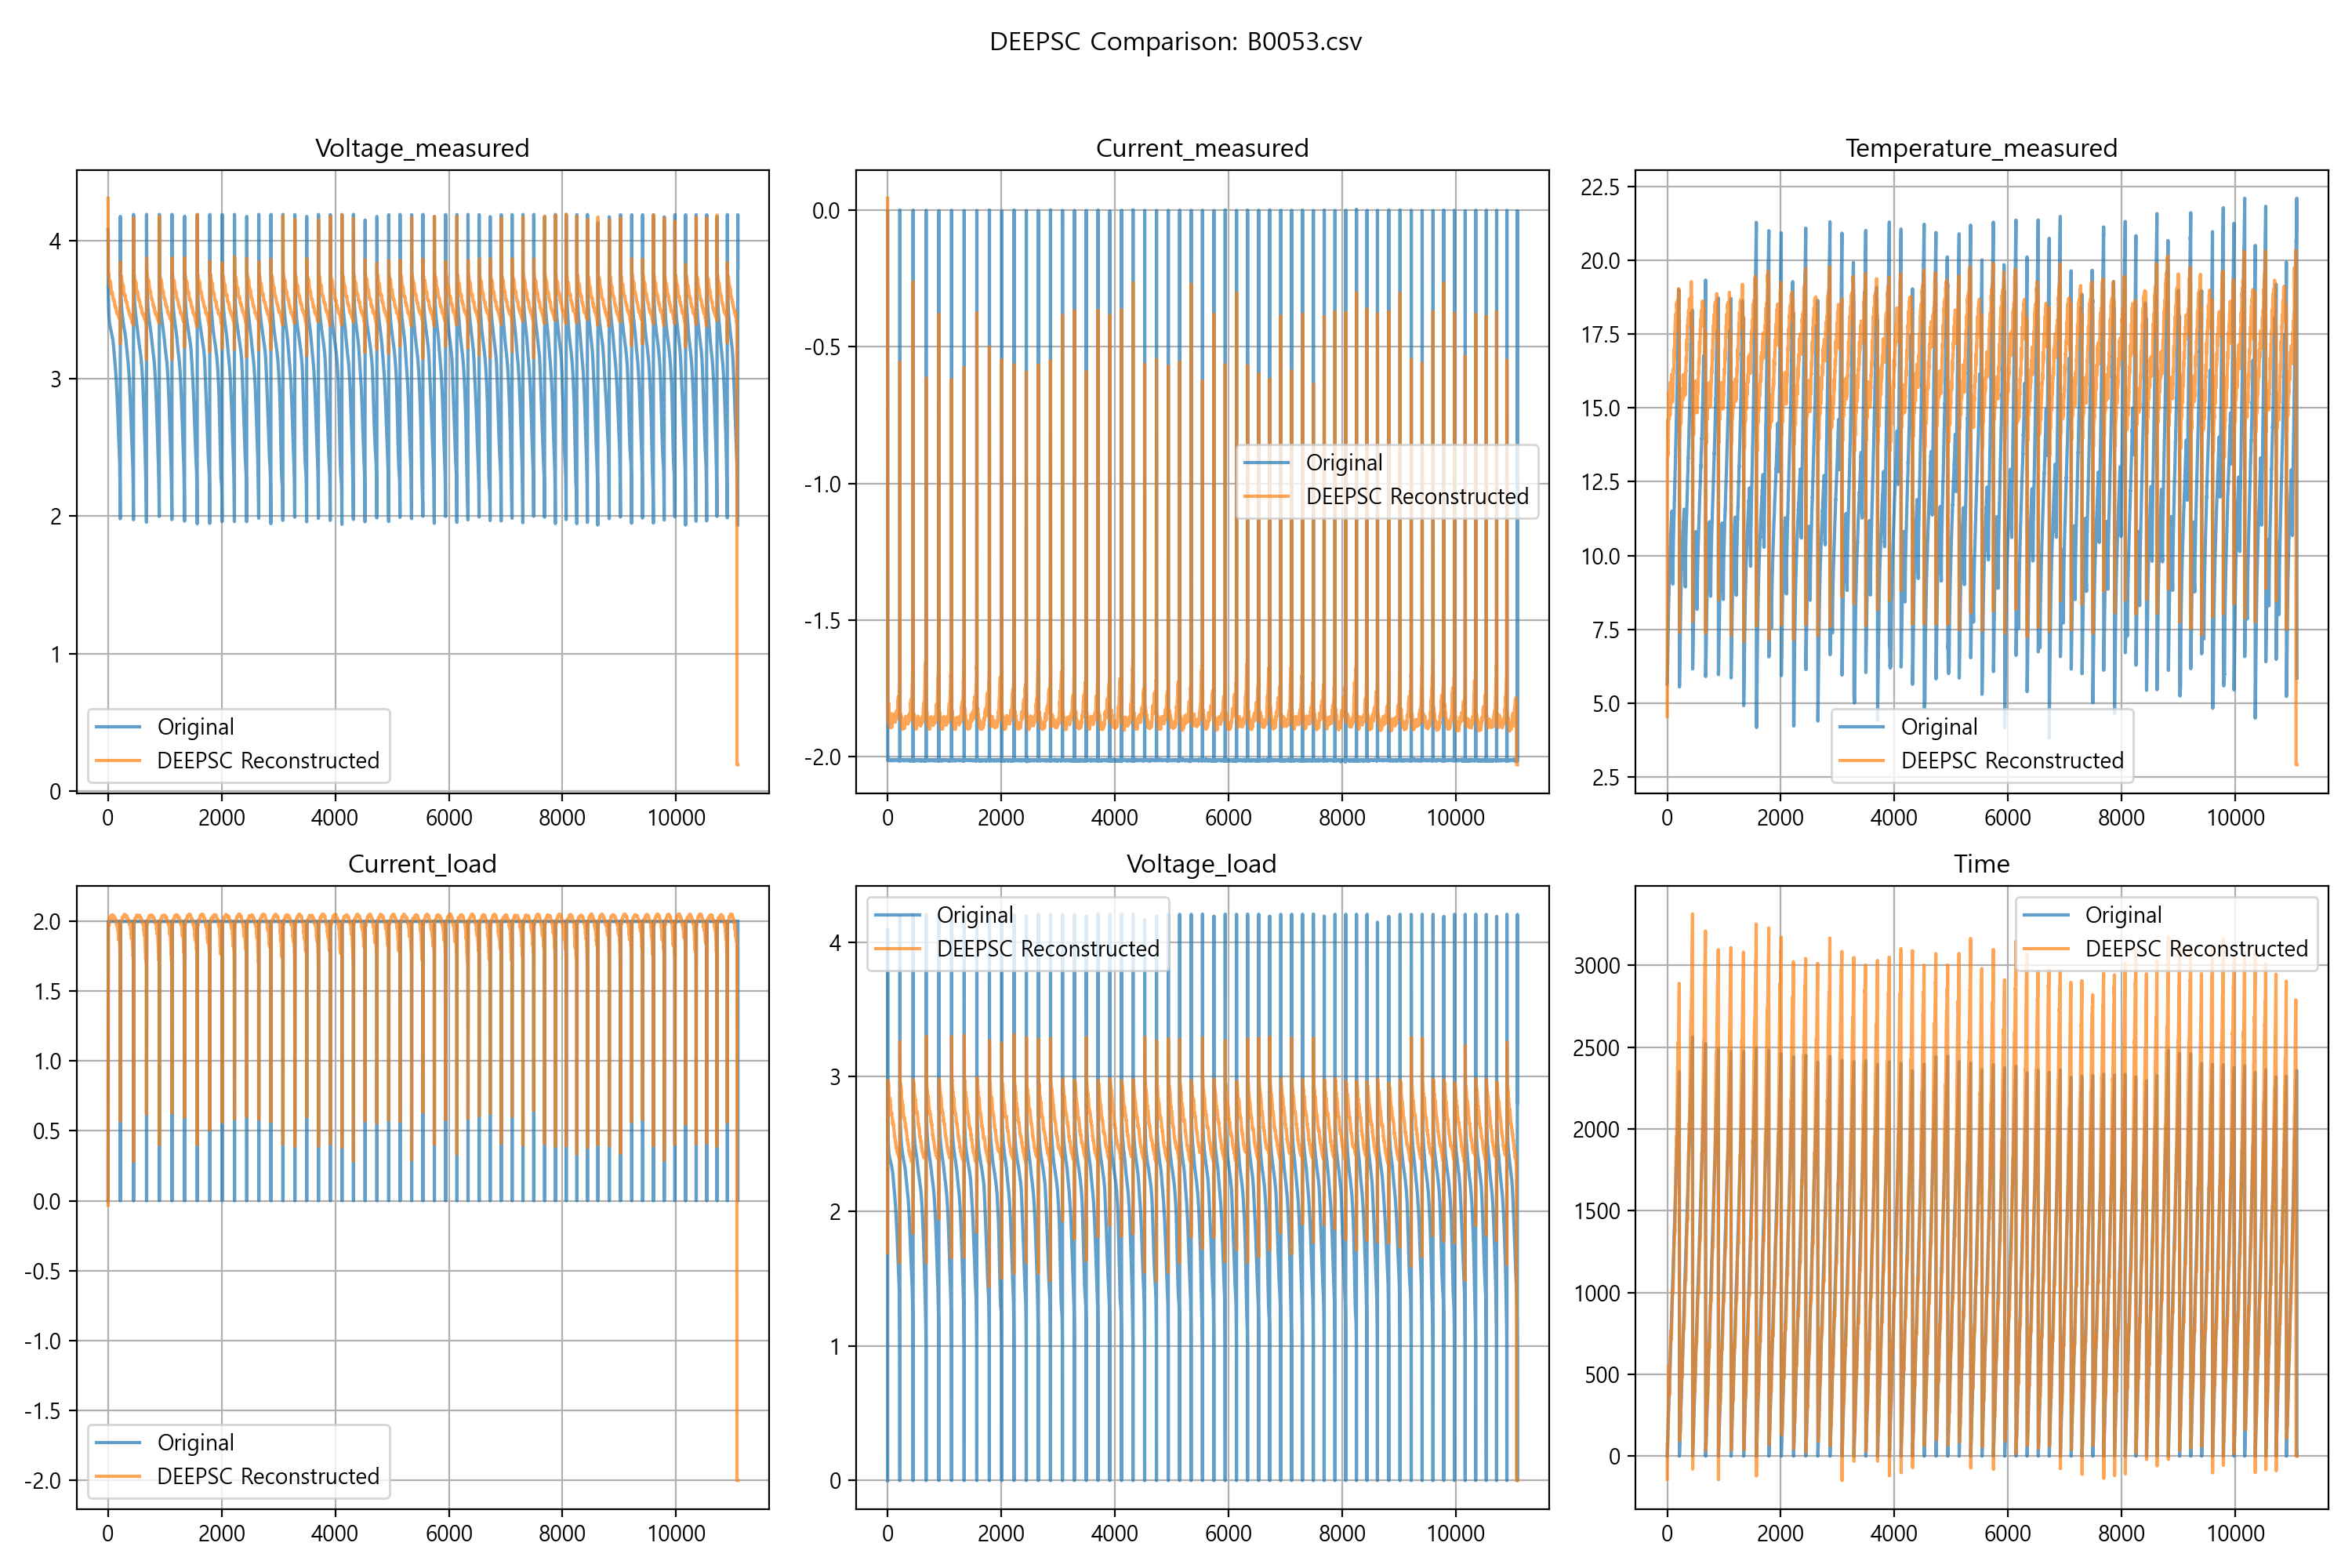 DEEPSC Comparison: B0053.csv
Voltage_measured
4
3
2
1
0
Original
DEEPSC Reconstructed
0 2000 4000 6000 8000 10000
Current_measured
0.0
-0.5
-1.0
-1.5
-2.0
Original
DEEPSC Reconstructed
0 2000 4000 6000 8000 10000
Temperature_measured
22.5
20.0
17.5
15.0
12.5
10.0
7.5
5.0
2.5
Original
DEEPSC Reconstructed
0 2000 4000 6000 8000 10000
Current_load
2.0
1.5
1.0
0.5
0.0
-0.5
-1.0
-1.5
-2.0
Original
DEEPSC Reconstructed
0 2000 4000 6000 8000 10000
Voltage_load
Original
DEEPSC Reconstructed
4
3
2
1
0
0 2000 4000 6000 8000 10000
Time
Original
DEEPSC Reconstructed
3000
2500
2000
1500
1000
500
0
0 2000 4000 6000 8000 10000